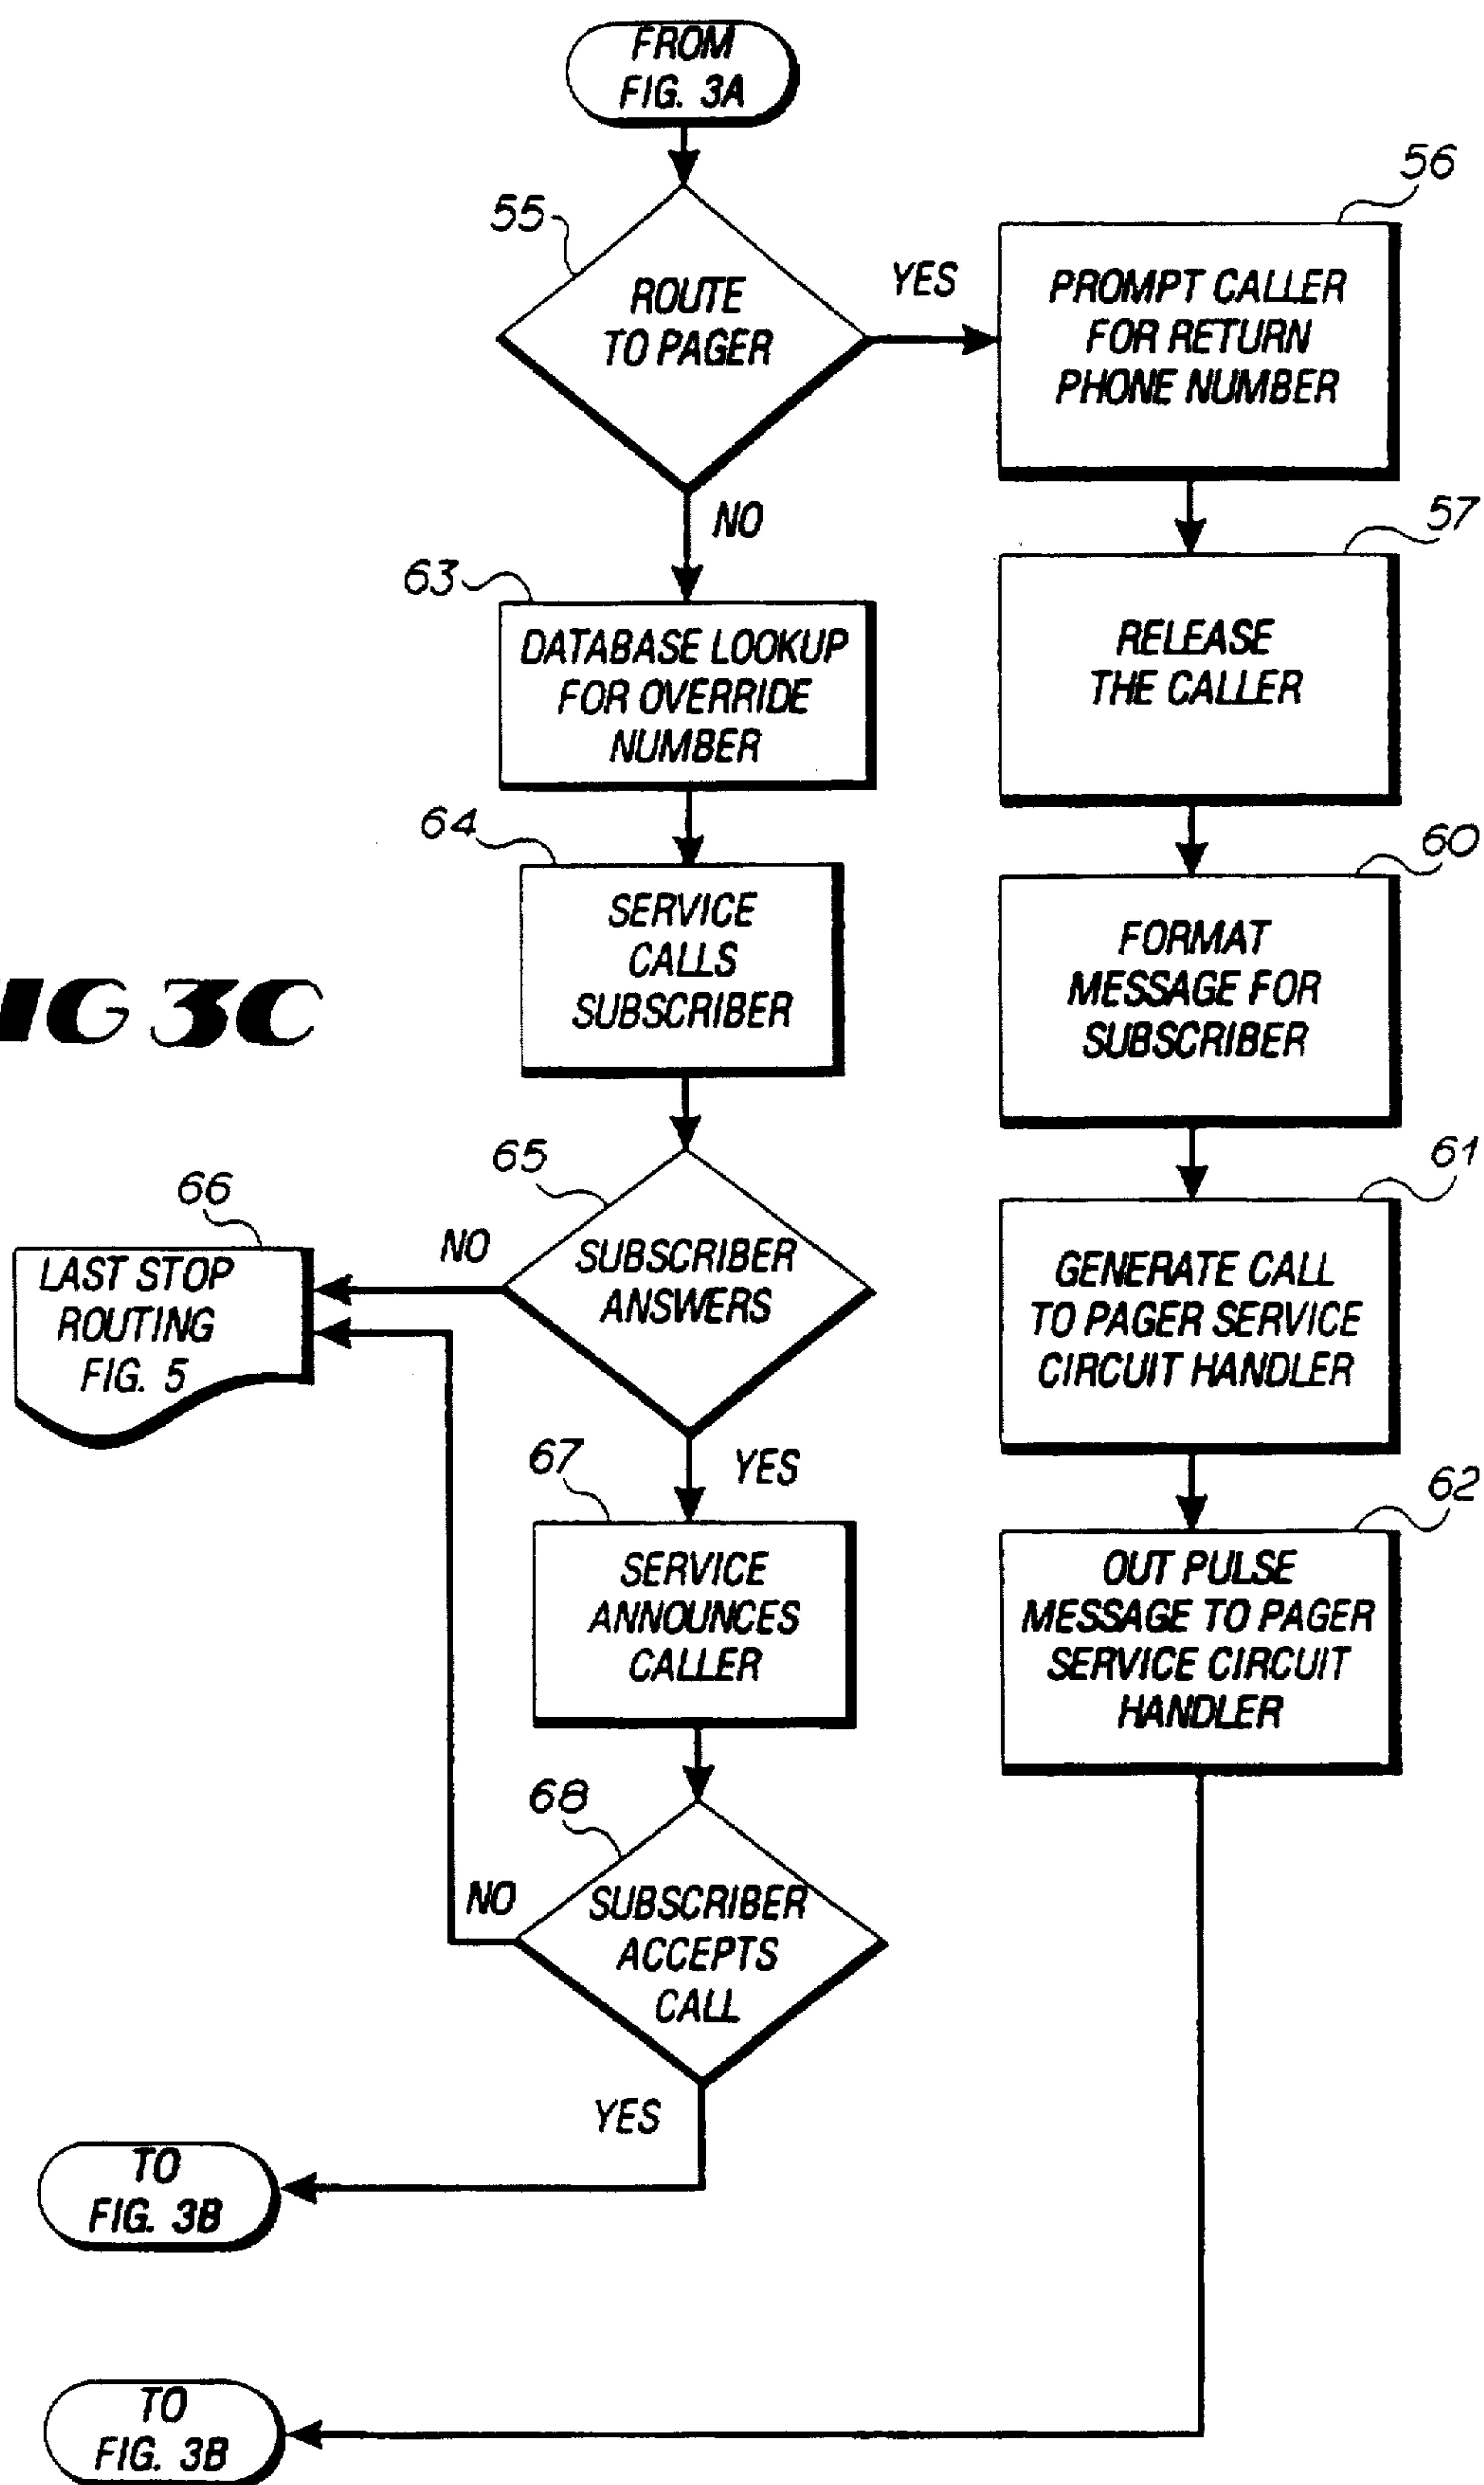 FROM
FIG. 3A
55
ROUTE
TO PAGER
YES
56
PROMPT CALLER
FOR RETURN
PHONE NUMBER
NO
57
RELEASE
THE CALLER
63
DATABASE LOOKUP
FOR OVERRIDE
NUMBER
64
SERVICE
CALLS
SUBSCRIBER
60
FORMAT
MESSAGE FOR
SUBSCRIBER
IG 3C
65
SUBSCRIBER
ANSWERS
NO
66
LAST STOP
ROUTING
FIG. 5
61
GENERATE CALL
TO PAGER SERVICE
CIRCUIT HANDLER
YES
67
SERVICE
ANNOUNCES
CALLER
62
OUT PULSE
MESSAGE TO PAGER
SERVICE CIRCUIT
HANDLER
68
SUBSCRIBER
ACCEPTS
CALL
NO
YES
TO
FIG. 3B
TO
FIG. 3B